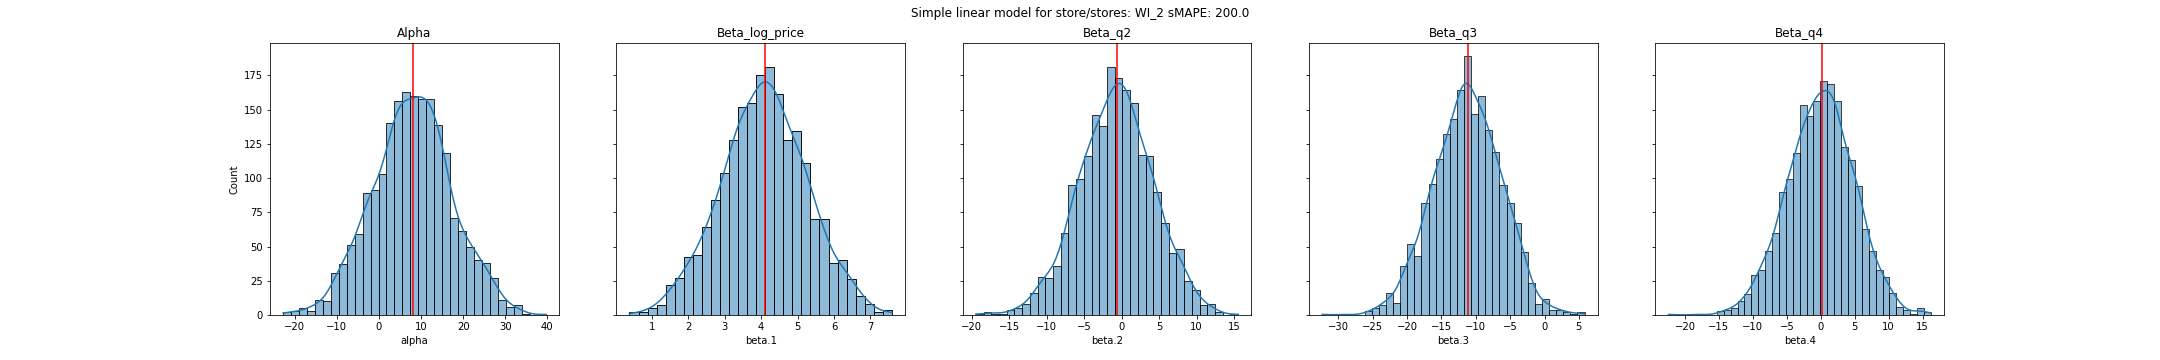 Simple linear model for store/stores: WI_2 sMAPE: 200.0
Alpha Beta_log_price Beta_q2 Beta_q3 Beta_q4
175
150
125
100
75
50
25
0
Count
−20 −10 0 10 20 30 40
1 2 3 4 5 6 7
−20 −15 −10 −5 0 5 10 15
−30 −25 −20 −15 −10 −5 0 5
−20 −15 −10 −5 0 5 10 15
alpha beta.1 beta.2 beta.3 beta.4